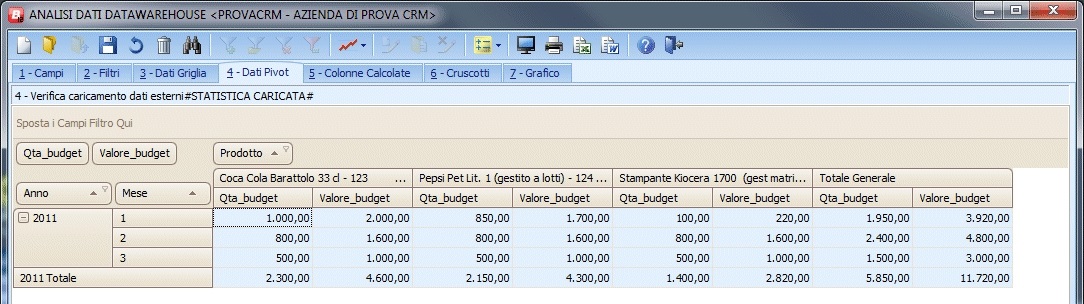 ANALISI DATI DATAWAREHOUSE <PROVACRM - AZIENDA DI PROVA CRM>
1 - Campi 2 - Filtri 3 - Dati Griglia 4 - Dati Pivot 5 - Colonne Calcolate 6 - Cruscotti 7 - Grafico
4 - Verifica caricamento dati esterni#STATISTICA CARICATA#
Sposta i Campi Filtro Qui
Qta_budget Valore_budget Prodotto
Coca Cola Barattolo 33 cl - 123 ... Pepsi Pet Lit. 1 (gestito a lotti) - 124 ... Stampante Kiocera 1700 (gest matri... Totale Generale
Anno Mese Qta_budget Valore_budget Qta_budget Valore_budget Qta_budget Valore_budget Qta_budget Valore_budget
2011 1 1.000,00 2.000,00 850,00 1.700,00 100,00 220,00 1.950,00 3.920,00
2 800,00 1.600,00 800,00 1.600,00 800,00 1.600,00 2.400,00 4.800,00
3 500,00 1.000,00 500,00 1.000,00 500,00 1.000,00 1.500,00 3.000,00
2011 Totale 2.300,00 4.600,00 2.150,00 4.300,00 1.400,00 2.820,00 5.850,00 11.720,00